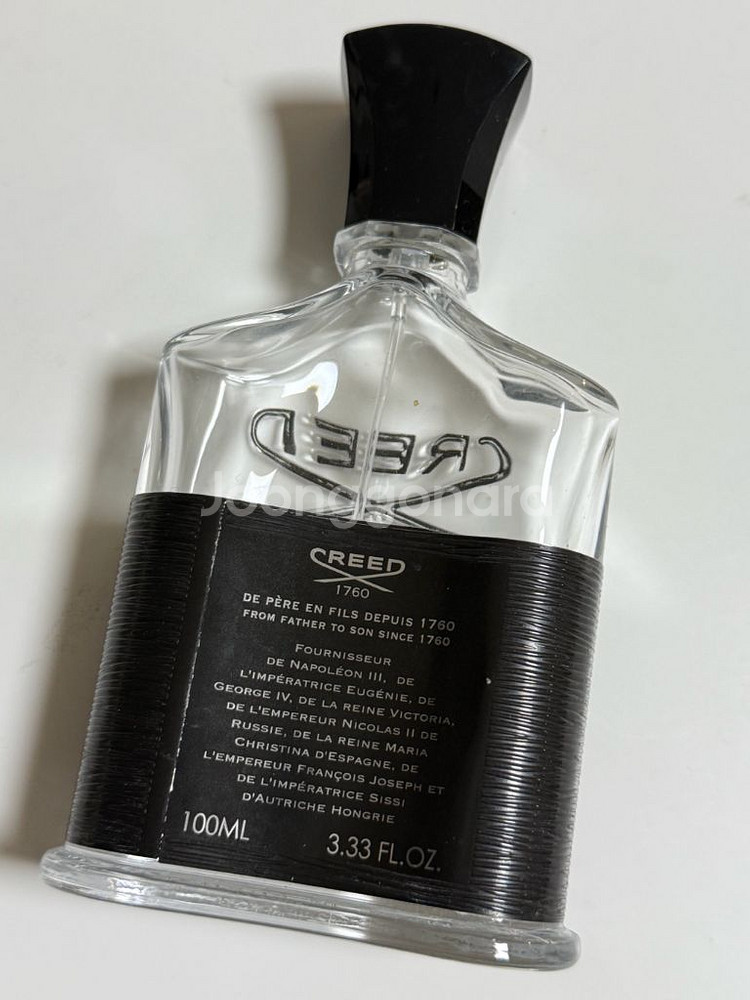 CREED
Joonggonara
CREED
1760
DE PÈRE EN FILS DEPUIS 1760
FROM FATHER TO SON SINCE 1760
FOURNISSEUR
DE NAPOLÉON III, DE
L'IMPÉRATRICE EUGÉNIE, DE
GEORGE IV, DE LA REINE VICTORIA,
DE L'EMPEREUR NICOLAS II DE
RUSSIE, DE LA REINE MARIA
CHRISTINA D'ESPAGNE, DE
L'EMPEREUR FRANÇOIS JOSEPH ET
DE L'IMPÉRATRICE SISSI
D'AUTRICHE HONGRIE
100ML
3.33 FL.OZ.